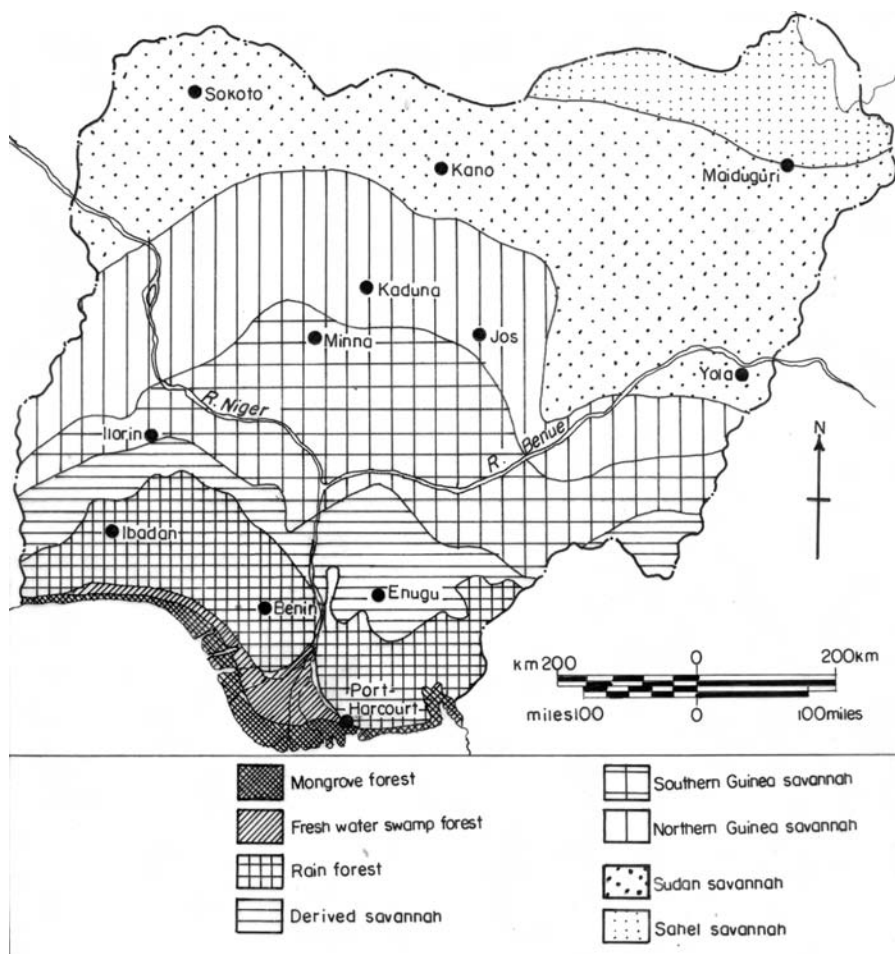 Sokoto
Kano
Maiduguri
Kaduna
Minna
Jos
Yola
R. Niger
R. Benue
N
Ilorin
Ibadan
Enugu
Benin
km 200 0 200km
Port-
Harcourt
miles100 0 100miles
Mongrove forest
Fresh water swamp forest
Rain forest
Derived savannah
Southern Guinea savannah
Northern Guinea savannah
Sudan savannah
Sahel savannah